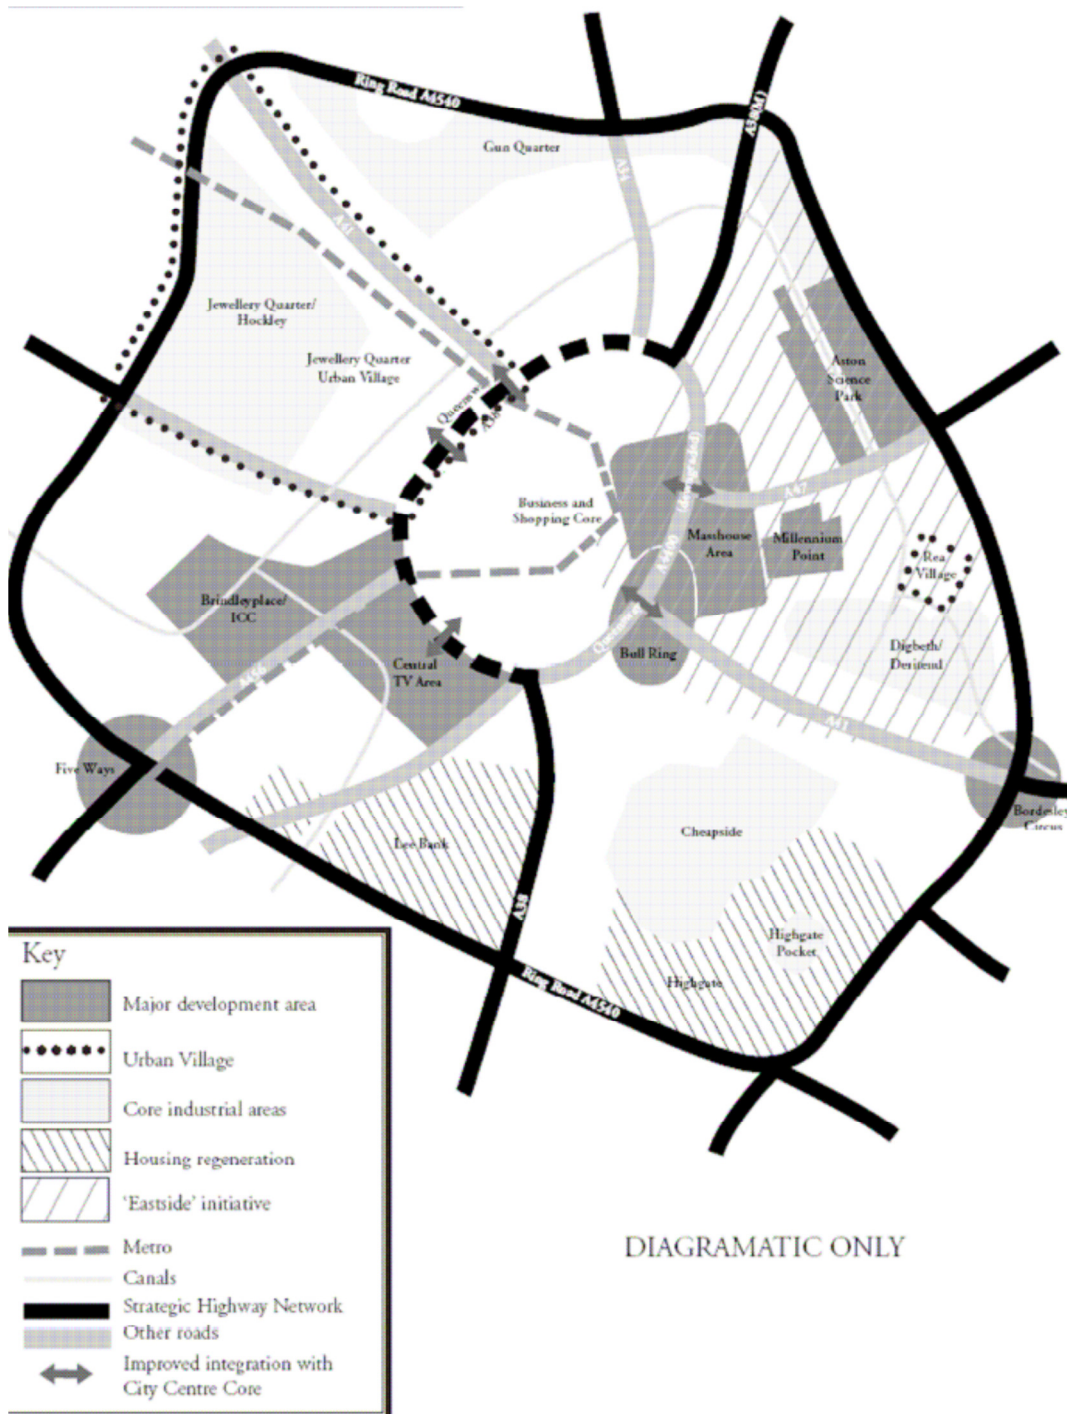 Ring Road A4540
A38(M)
Gun Quarter
A34
A41
Jewellery Quarter/
Hockley
Jewellery Quarter
Urban Village
Aston
Science
Park
A38
Business and
Shopping Core
A47
Masshouse
Area
Millennium
Point
Rea
Village
Brindleyplace/
ICC
Digbeth/
Deritend
Bull Ring
Central
TV Area
A456
A41
Five Ways
Bordesley
Circus
Cheapside
Lee Bank
A38
Highgate
Pocket
Highgate
Ring Road A4540
Key
Major development area
Urban Village
Core industrial areas
Housing regeneration
'Eastside' initiative
Metro
Canals
Strategic Highway Network
Other roads
Improved integration with
City Centre Core
DIAGRAMATIC ONLY